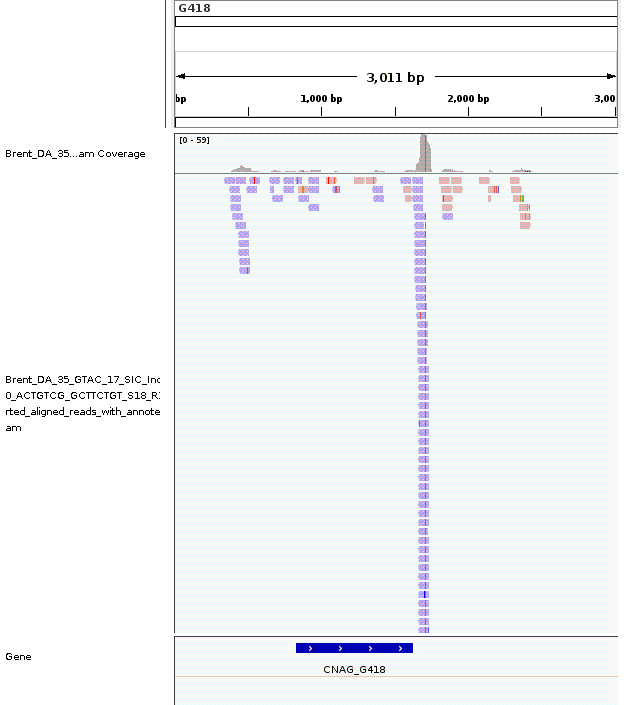 G418
3,011 bp
bp 1,000 bp 2,000 bp 3,00
[0 - 59]
Brent_DA_35...am Coverage
Brent_DA_35_GTAC_17_SIC_Inc
0_ACTGTCG_GCTTCTGT_S18_R
rted_aligned_reads_with_annote
am
Gene
CNAG_G418